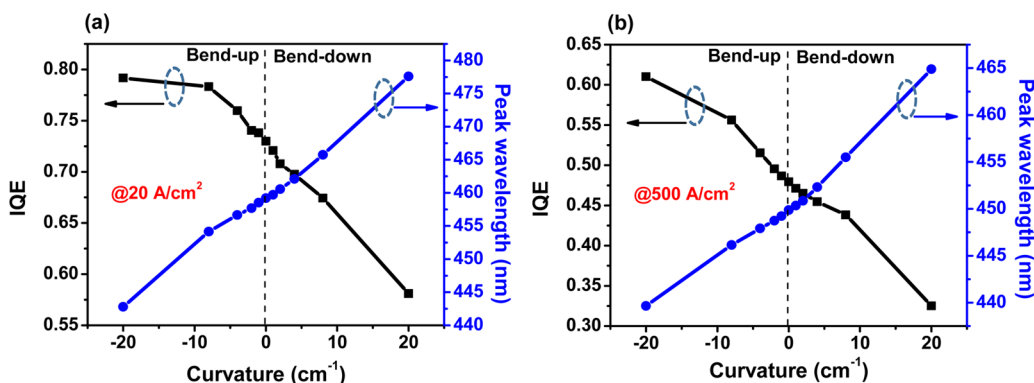 (a)
Bend-up Bend-down
IQE
0.80
0.75
0.70
0.65
0.60
0.55
@20 A/cm²
480
475
470
465
460
455
450
445
440
Peak wavelength (nm)
-20 -10 0 10 20
Curvature (cm⁻¹)
(b)
Bend-up Bend-down
IQE
0.65
0.60
0.55
0.50
0.45
0.40
0.35
0.30
@500 A/cm²
465
460
455
450
445
440
Peak wavelength (nm)
-20 -10 0 10 20
Curvature (cm⁻¹)